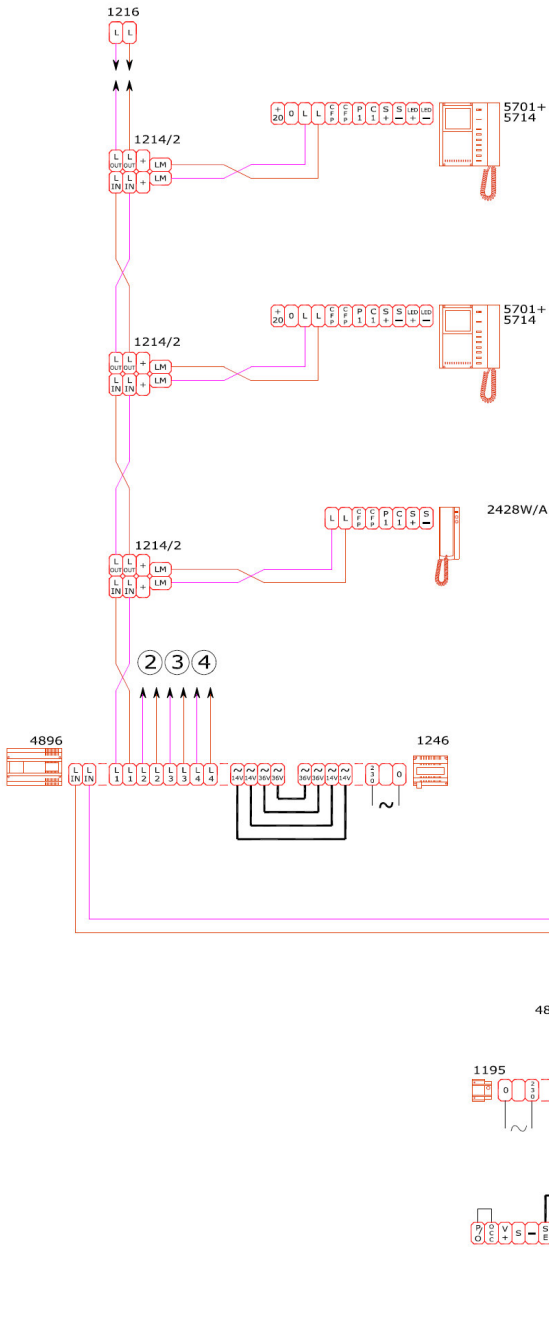 1216
L L
+20 0 L L CFP CFP P1 C1 S+ S− LED+ LED−
5701+
5714
1214/2
L OUT L OUT + LM
L IN L IN + LM
+20 0 L L CFP CFP P1 C1 S+ S− LED+ LED−
5701+
5714
1214/2
L OUT L OUT + LM
L IN L IN + LM
2428W/A
L L CFP CFP P1 C1 S+ S−
1214/2
L OUT L OUT + LM
L IN L IN + LM
2 3 4
4896
1246
L IN L IN L1 L1 L2 L2 L3 L3 L4 L4 ~14V ~14V ~36V ~36V ~36V ~36V ~14V ~14V 230 0
~
48
1195
0 230
~
P/O OCC V+ S − SE